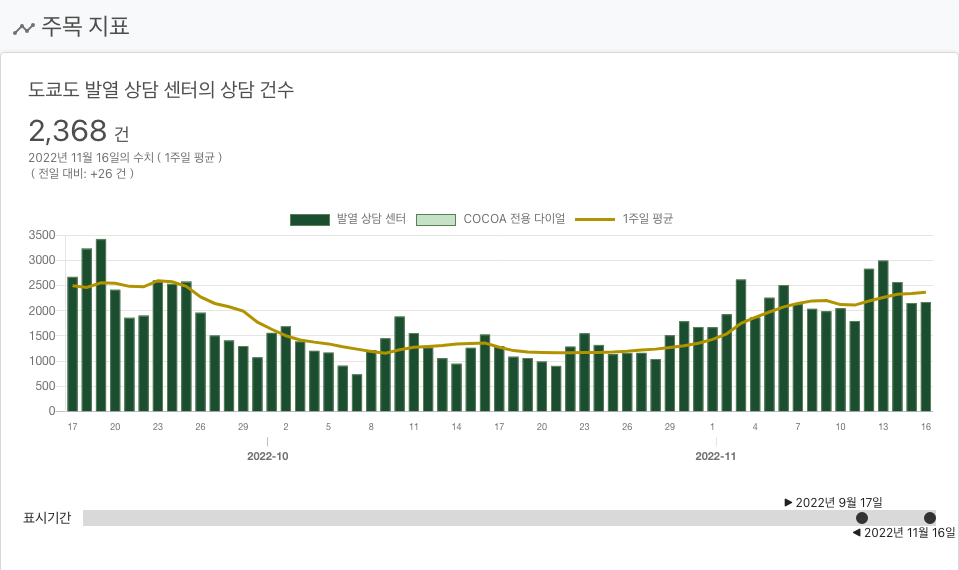 주목 지표
도쿄도 발열 상담 센터의 상담 건수
2,368 건
2022년 11월 16일의 수치 ( 1주일 평균 )
( 전일 대비: +26 건 )
발열 상담 센터 COCOA 전용 다이얼 1주일 평균
3500
3000
2500
2000
1500
1000
500
0
17 20 23 26 29 2 5 8 11 14 17 20 23 26 29 1 4 7 10 13 16
2022-10 2022-11
▶ 2022년 9월 17일
표시기간
◀ 2022년 11월 16일